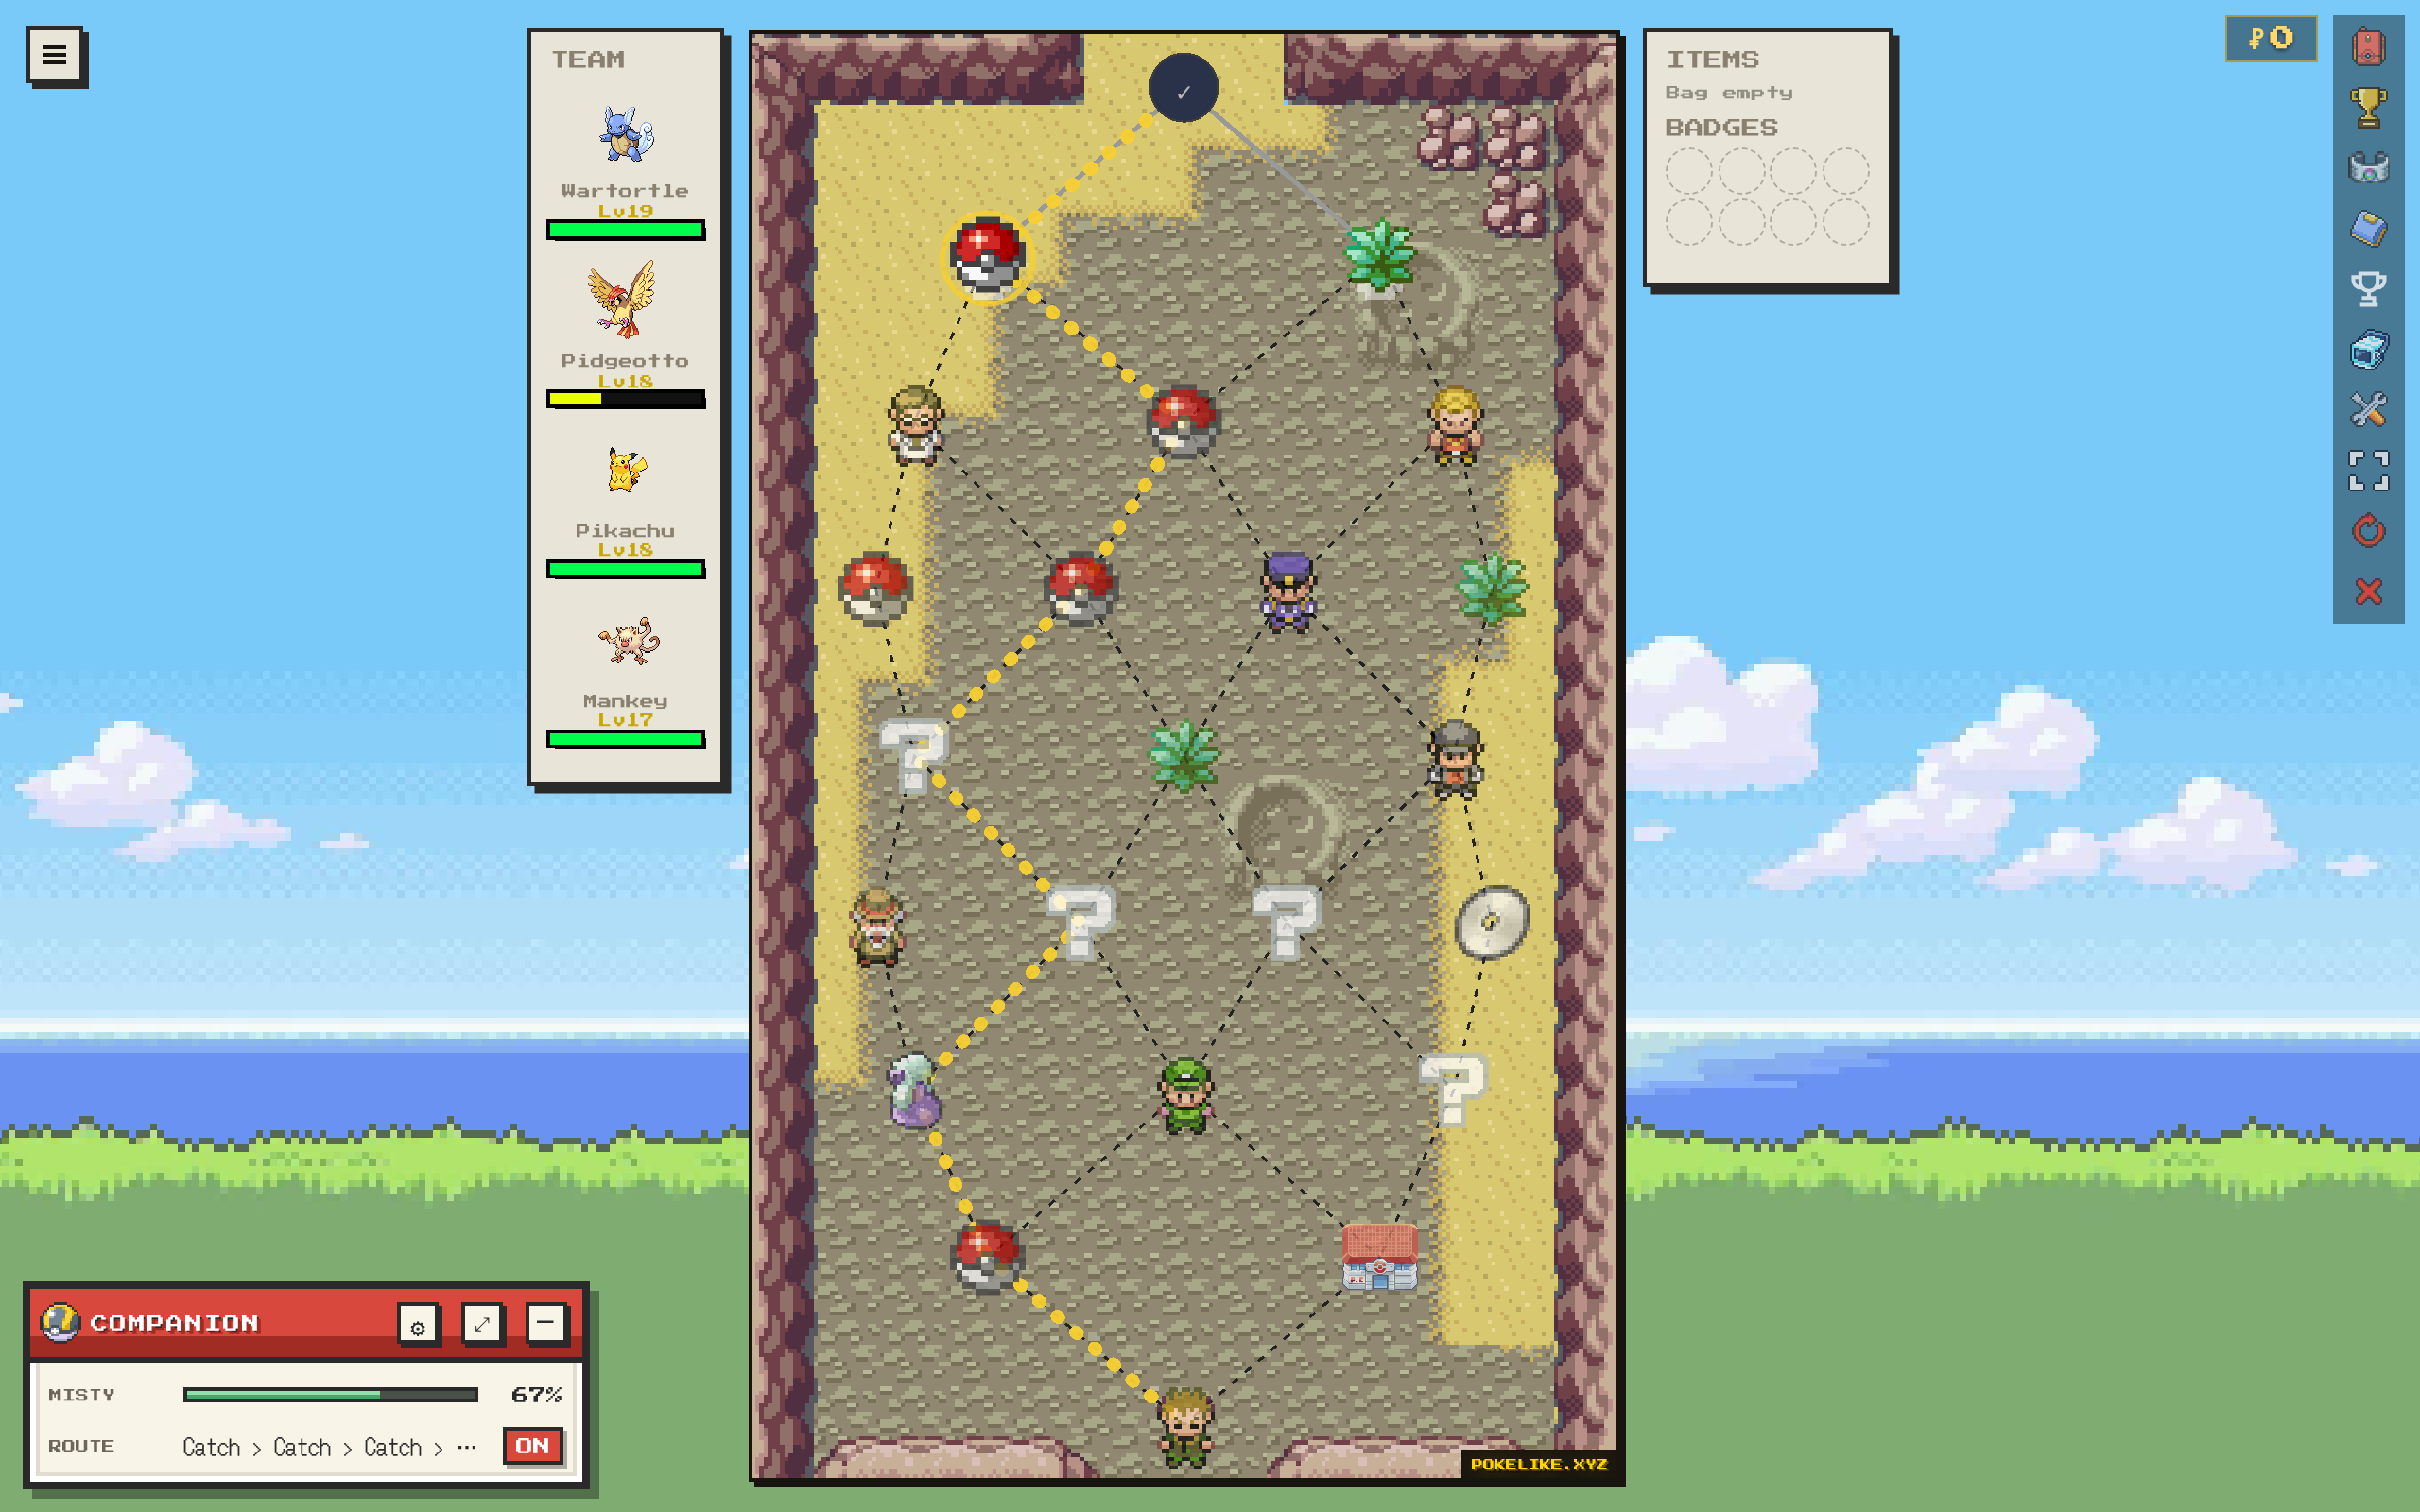 TEAM
Wartortle
Lv19
Pidgeotto
Lv18
Pikachu
Lv18
Mankey
Lv17
ITEMS
Bag empty
BADGES
₽0
COMPANION
MISTY 67%
ROUTE Catch > Catch > Catch > ··· ON
POKELIKE.XYZ